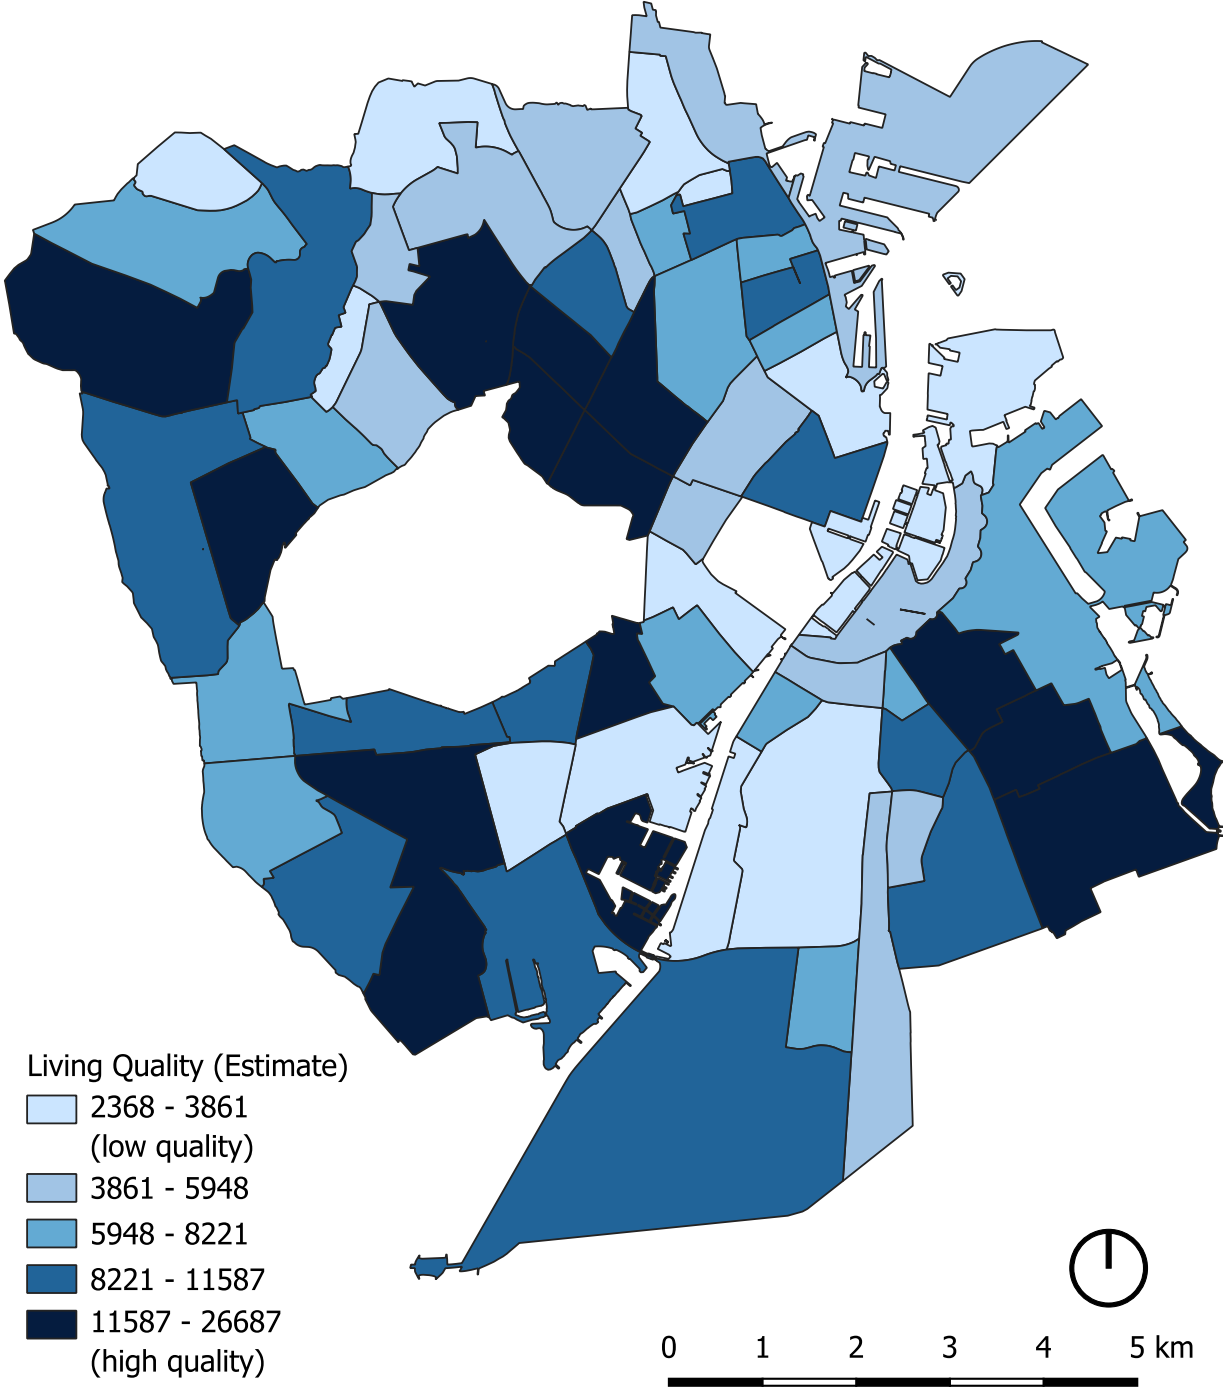 Living Quality (Estimate)
2368 - 3861
(low quality)
3861 - 5948
5948 - 8221
8221 - 11587
11587 - 26687
(high quality)
0 1 2 3 4 5 km